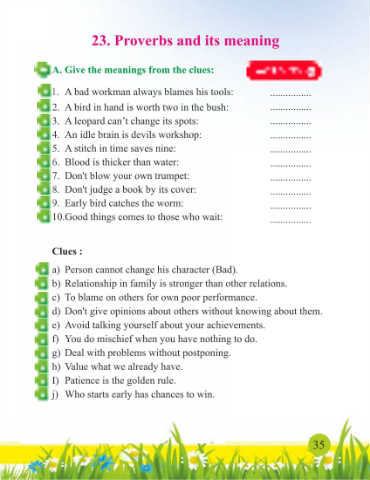 23. Proverbs and its meaning
A. Give the meanings from the clues:
1. A bad workman always blames his tools: ................
2. A bird in hand is worth two in the bush: ................
3. A leopard can't change its spots: ................
4. An idle brain is devils workshop: ................
5. A stitch in time saves nine: ................
6. Blood is thicker than water: ................
7. Don't blow your own trumpet: ................
8. Don't judge a book by its cover: ................
9. Early bird catches the worm: ................
10.Good things comes to those who wait: ................
Clues :
a) Person cannot change his character (Bad).
b) Relationship in family is stronger than other relations.
c) To blame on others for own poor performance.
d) Don't give opinions about others without knowing about them.
e) Avoid talking yourself about your achievements.
f) You do mischief when you have nothing to do.
g) Deal with problems without postponing.
h) Value what we already have.
I) Patience is the golden rule.
j) Who starts early has chances to win.
35